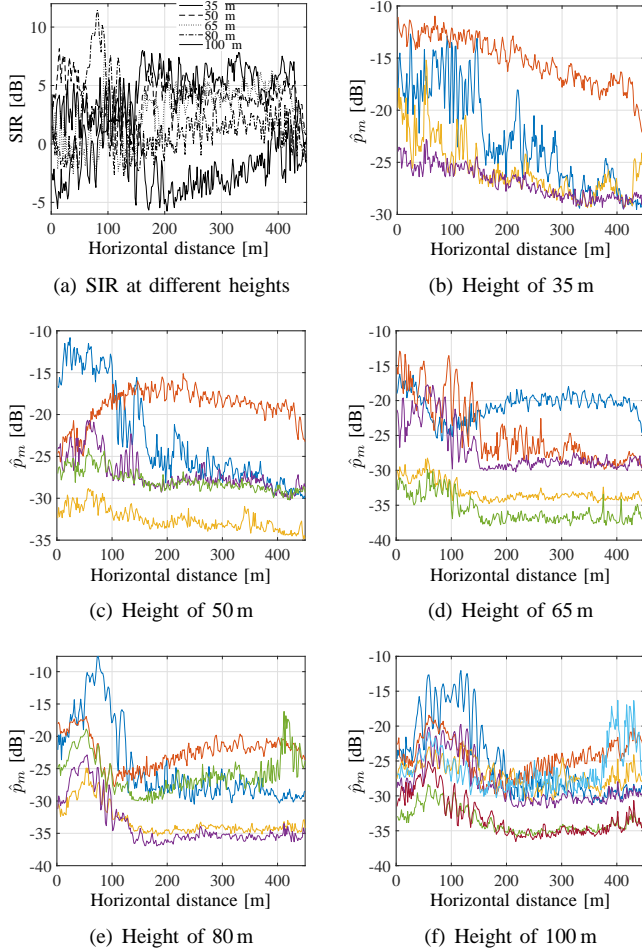 35 m
50 m
65 m
80 m
100 m
SIR [dB]
10
5
0
-5
0 100 200 300 400
Horizontal distance [m]
(a) SIR at different heights
p̂m [dB]
-15
-20
-25
-30
0 100 200 300 400
Horizontal distance [m]
(b) Height of 35 m
p̂m [dB]
-10
-15
-20
-25
-30
-35
0 100 200 300 400
Horizontal distance [m]
(c) Height of 50 m
p̂m [dB]
-10
-15
-20
-25
-30
-35
-40
0 100 200 300 400
Horizontal distance [m]
(d) Height of 65 m
p̂m [dB]
-10
-15
-20
-25
-30
-35
-40
0 100 200 300 400
Horizontal distance [m]
(e) Height of 80 m
p̂m [dB]
-10
-15
-20
-25
-30
-35
-40
0 100 200 300 400
Horizontal distance [m]
(f) Height of 100 m